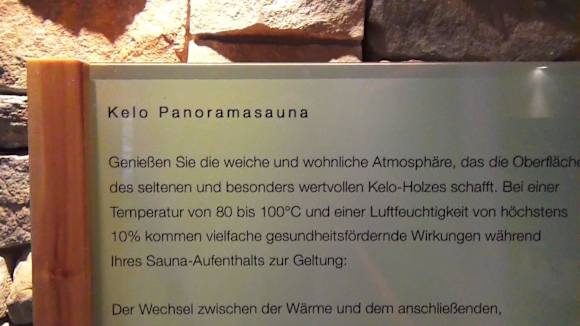 Kelo Panoramasauna
Genießen Sie die weiche und wohnliche Atmosphäre, das die Oberfläche
des seltenen und besonders wertvollen Kelo-Holzes schafft. Bei einer
Temperatur von 80 bis 100°C und einer Luftfeuchtigkeit von höchstens
10% kommen vielfache gesundheitsfördernde Wirkungen während
Ihres Sauna-Aufenthalts zur Geltung:
Der Wechsel zwischen der Wärme und dem anschließenden,